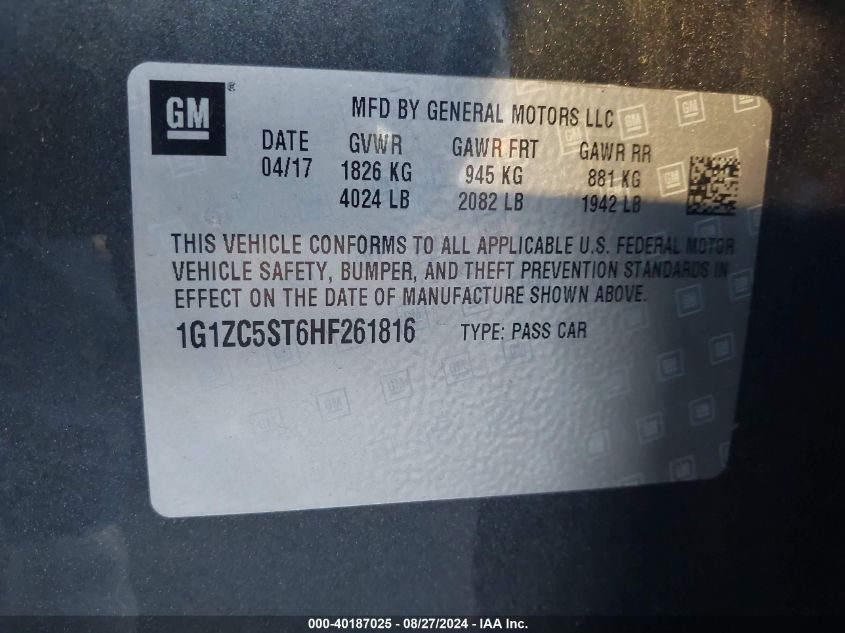 GM ®
MFD BY GENERAL MOTORS LLC
DATE GVWR GAWR FRT GAWR RR
04/17 1826 KG 945 KG 881 KG
4024 LB 2082 LB 1942 LB
THIS VEHICLE CONFORMS TO ALL APPLICABLE U.S. FEDERAL MOTOR
VEHICLE SAFETY, BUMPER, AND THEFT PREVENTION STANDARDS IN
EFFECT ON THE DATE OF MANUFACTURE SHOWN ABOVE.
1G1ZC5ST6HF261816 TYPE: PASS CAR
000-40187025 - 08/27/2024 - IAA Inc.